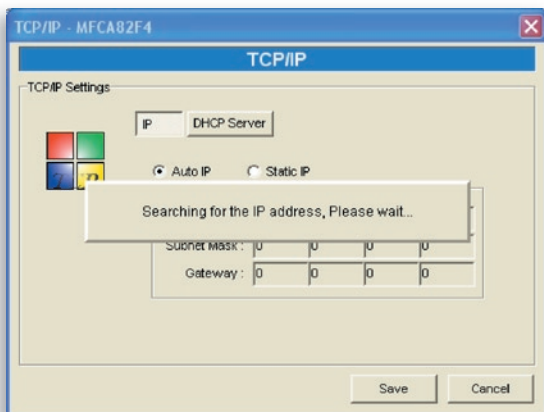 TCP/IP - MFCA82F4
TCP/IP
TCP/IP Settings
IP DHCP Server
Auto IP Static IP
Searching for the IP address, Please wait...
Subnet Mask : 0 0 0 0
Gateway : 0 0 0 0
Save Cancel